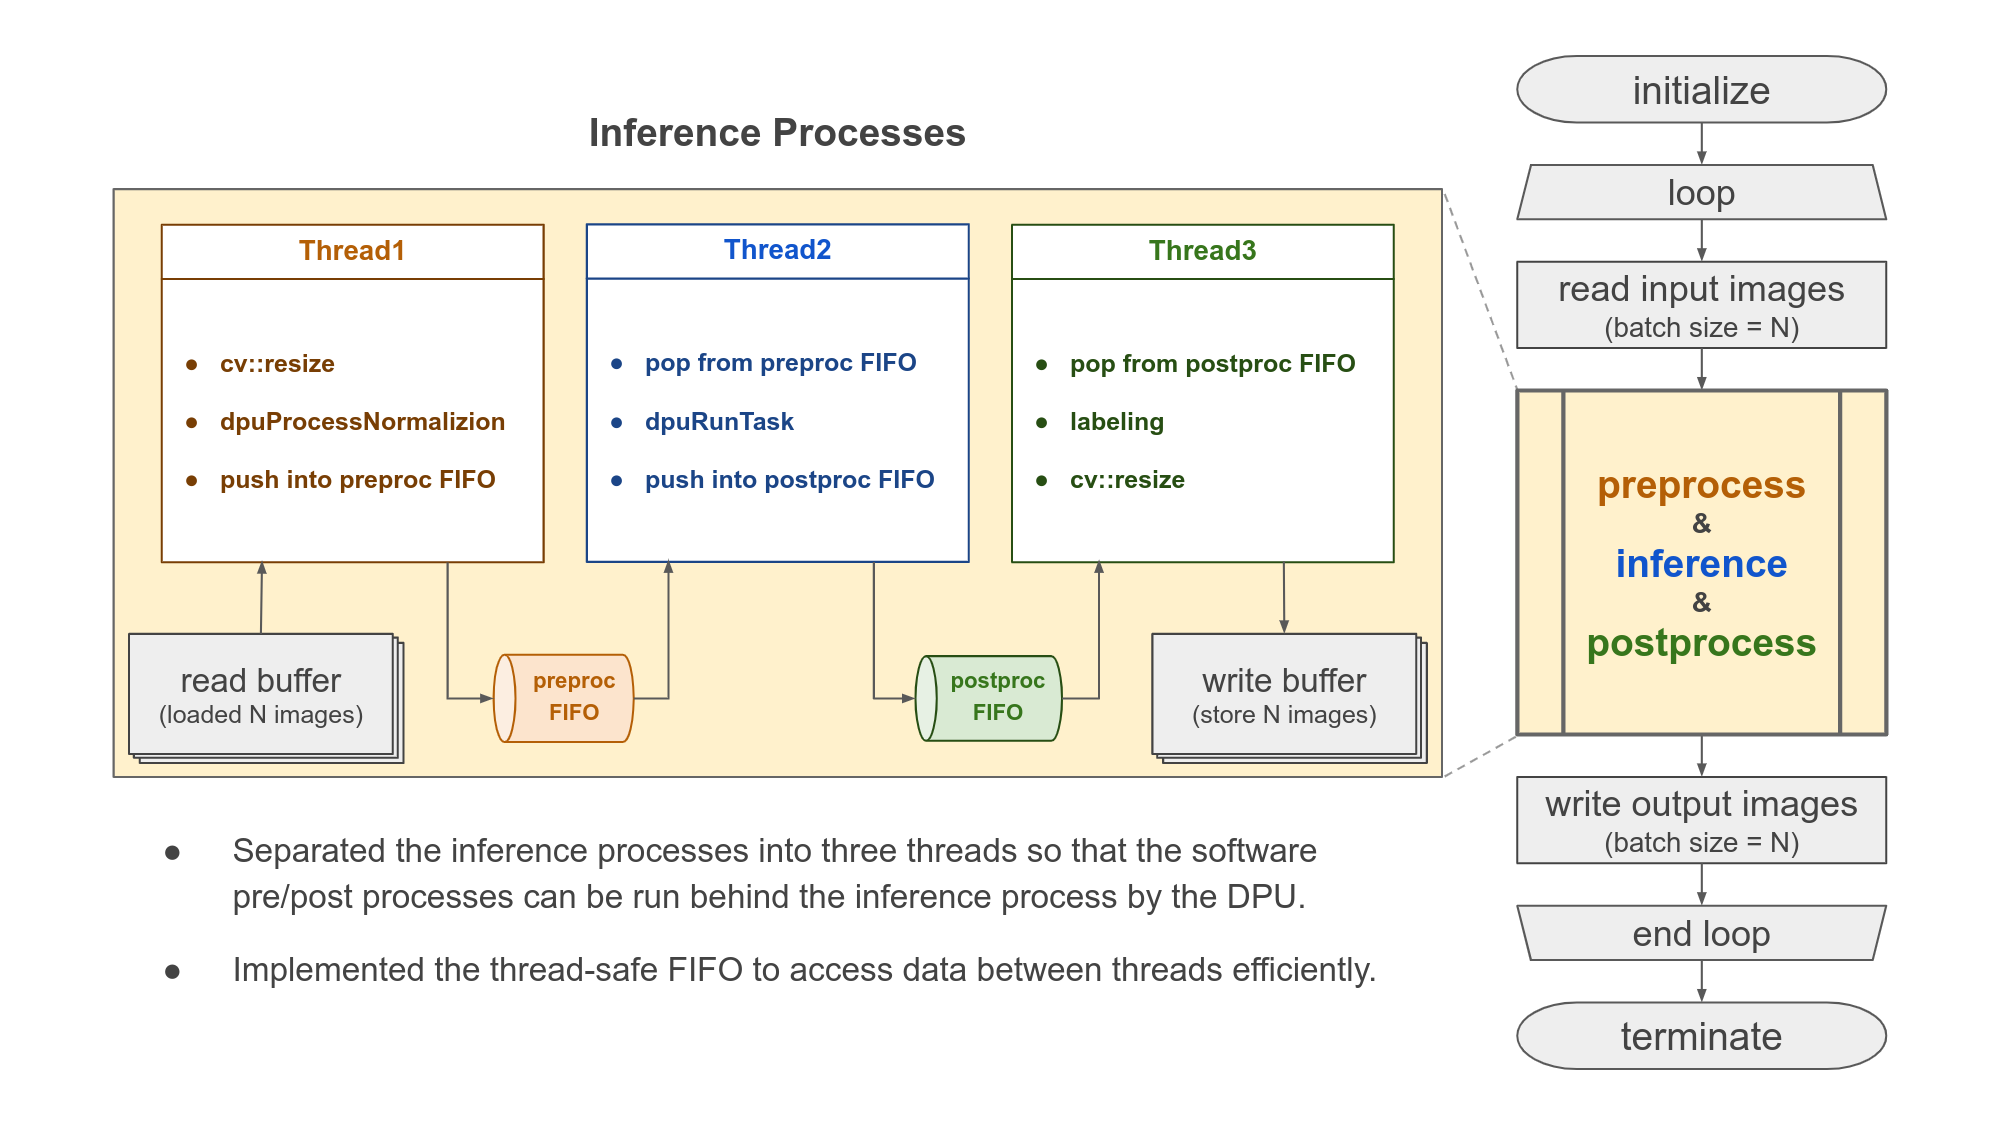 Inference Processes
Thread1
● cv::resize
● dpuProcessNormalizion
● push into preproc FIFO
Thread2
● pop from preproc FIFO
● dpuRunTask
● push into postproc FIFO
Thread3
● pop from postproc FIFO
● labeling
● cv::resize
read buffer
(loaded N images)
preproc
FIFO
postproc
FIFO
write buffer
(store N images)
● Separated the inference processes into three threads so that the software
pre/post processes can be run behind the inference process by the DPU.
● Implemented the thread-safe FIFO to access data between threads efficiently.
initialize
loop
read input images
(batch size = N)
preprocess
&
inference
&
postprocess
write output images
(batch size = N)
end loop
terminate